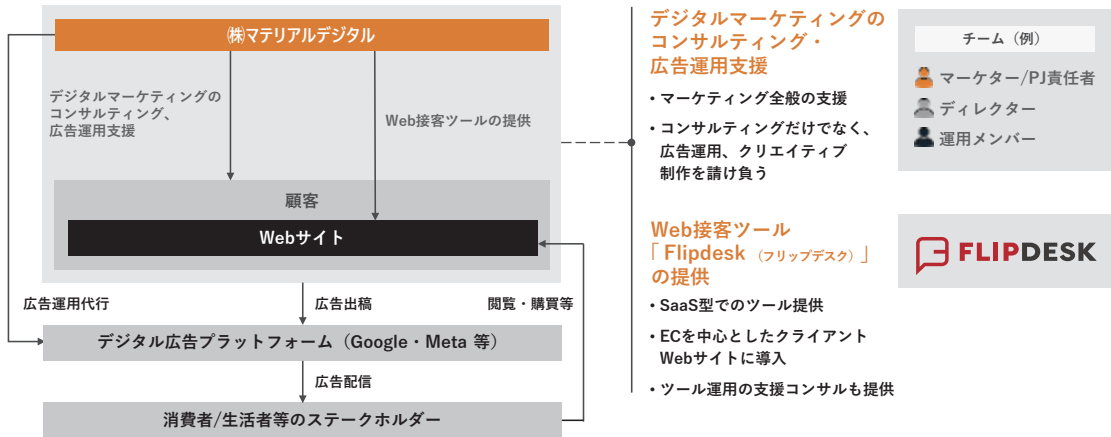 ㈱マテリアルデジタル
デジタルマーケティングの
コンサルティング、
広告運用支援
Web接客ツールの提供
顧客
Webサイト
広告運用代行
広告出稿
閲覧・購買等
デジタル広告プラットフォーム（Google・Meta 等）
広告配信
消費者/生活者等のステークホルダー
デジタルマーケティングの
コンサルティング・
広告運用支援
・マーケティング全般の支援
・コンサルティングだけでなく、
広告運用、クリエイティブ
制作を請け負う
チーム（例）
マーケター/PJ責任者
ディレクター
運用メンバー
Web接客ツール
「 Flipdesk （フリップデスク）」
の提供
・SaaS型でのツール提供
・ECを中心としたクライアント
Webサイトに導入
・ツール運用の支援コンサルも提供
FLIPDESK